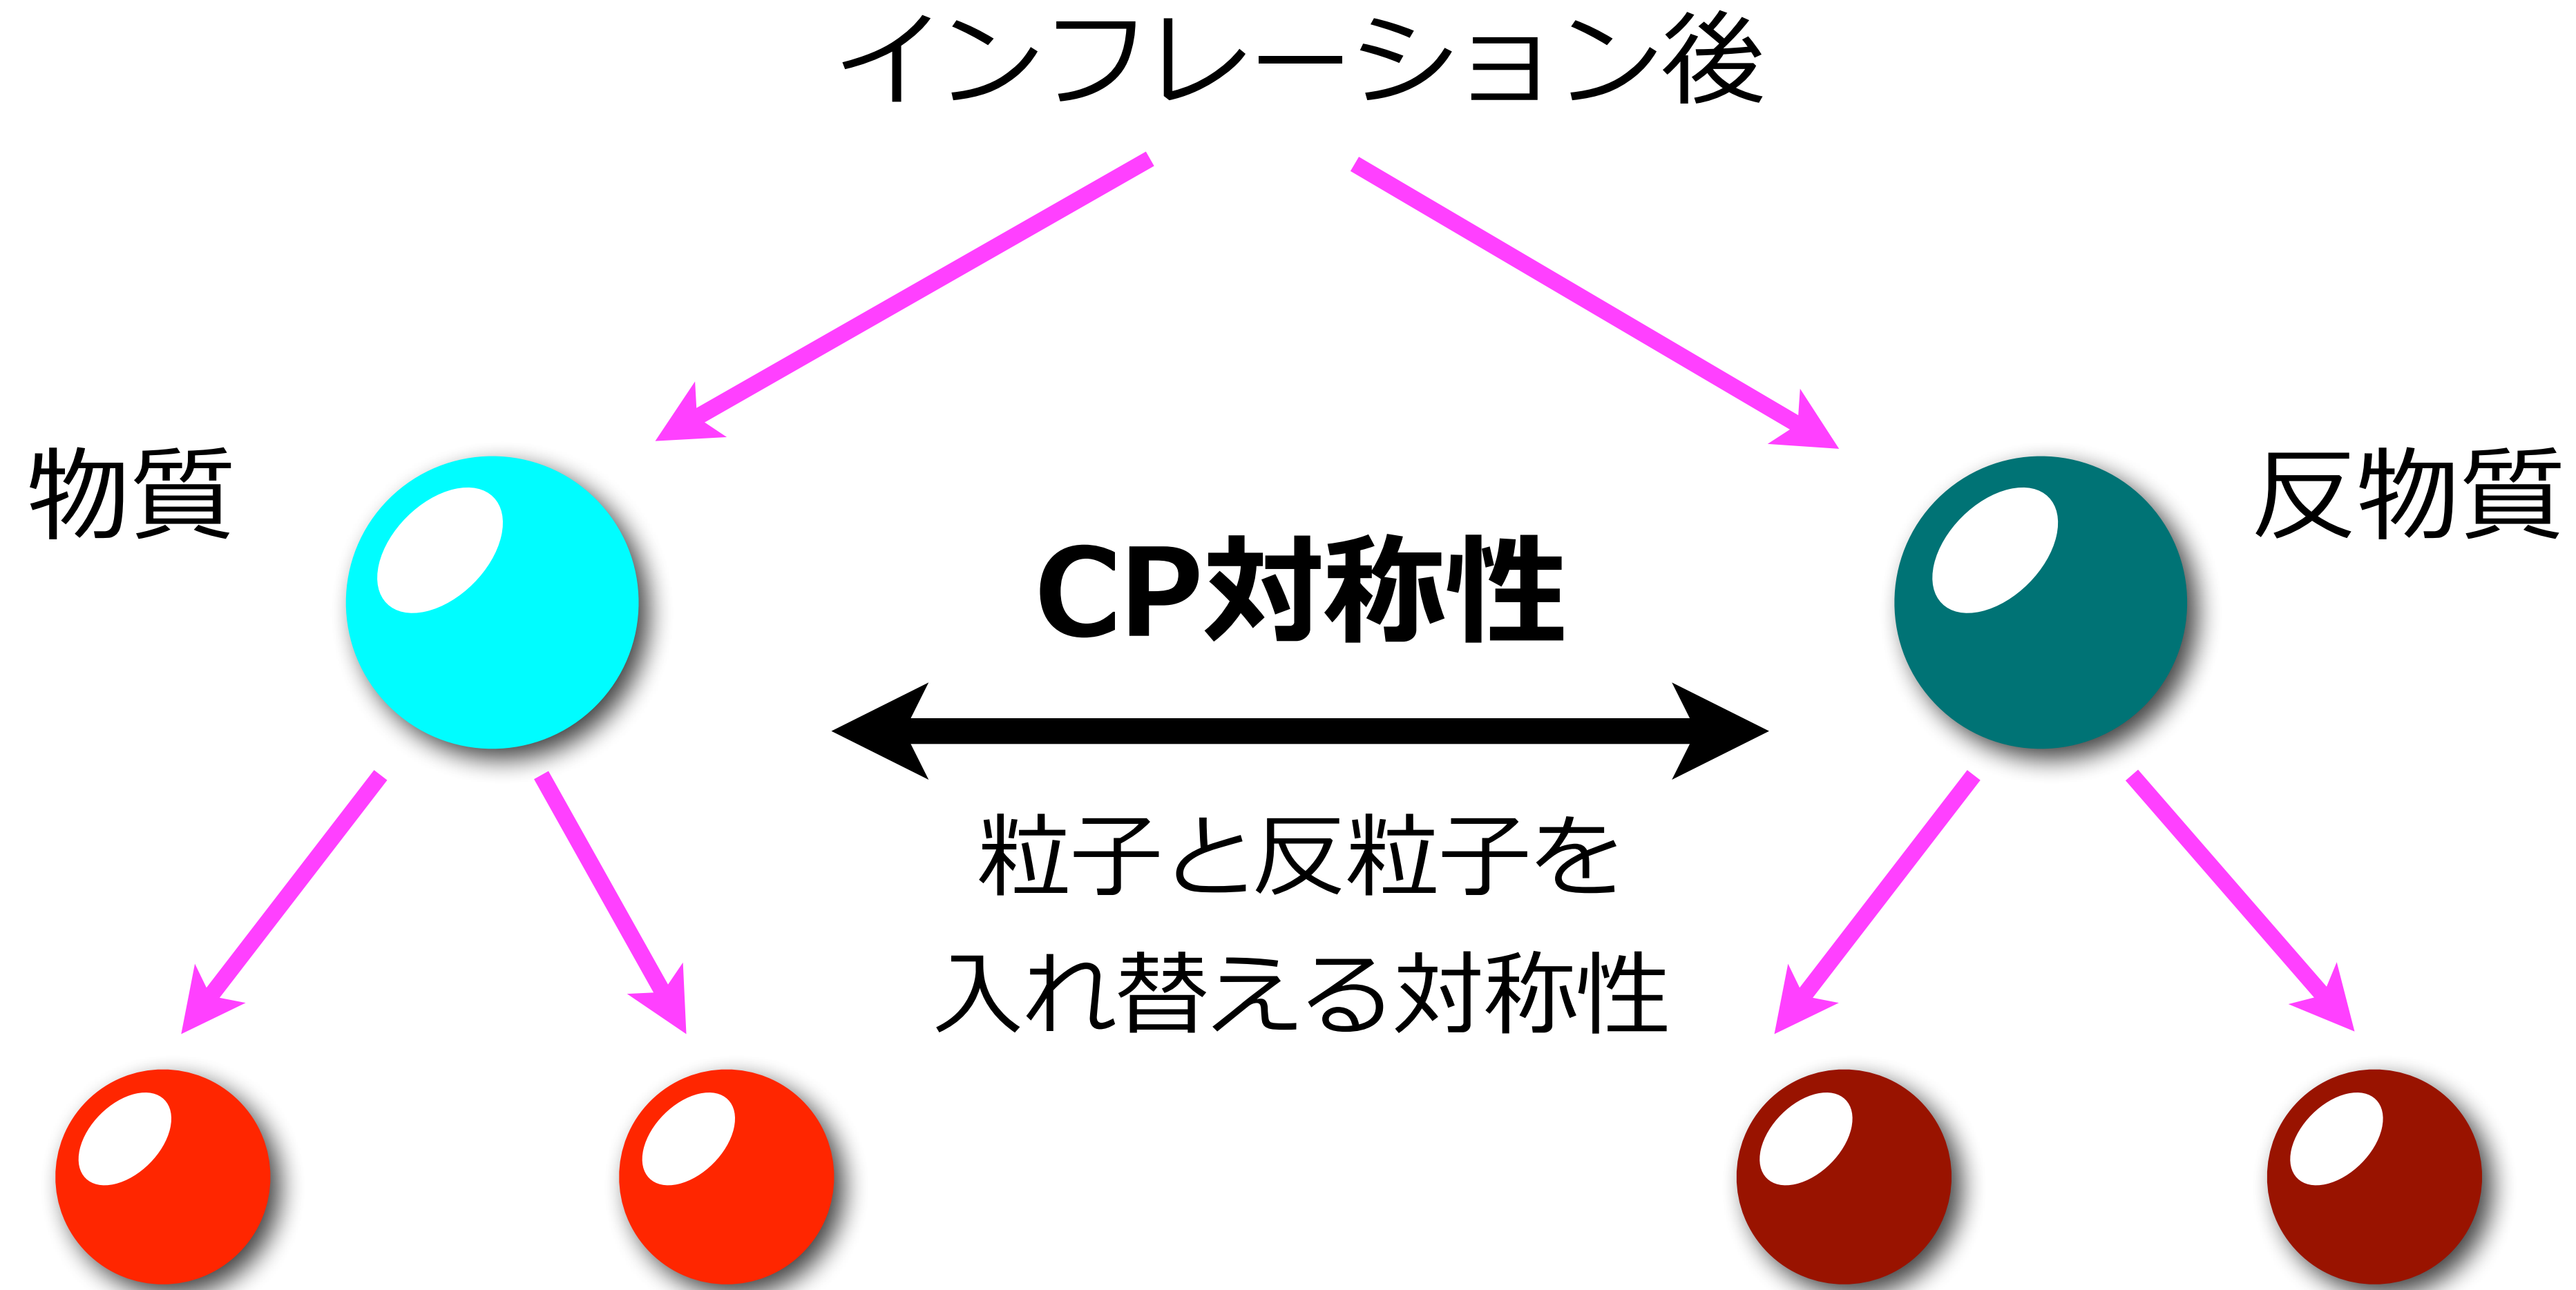 インフレーション後
物質
反物質
CP対称性
粒子と反粒子を
入れ替える対称性